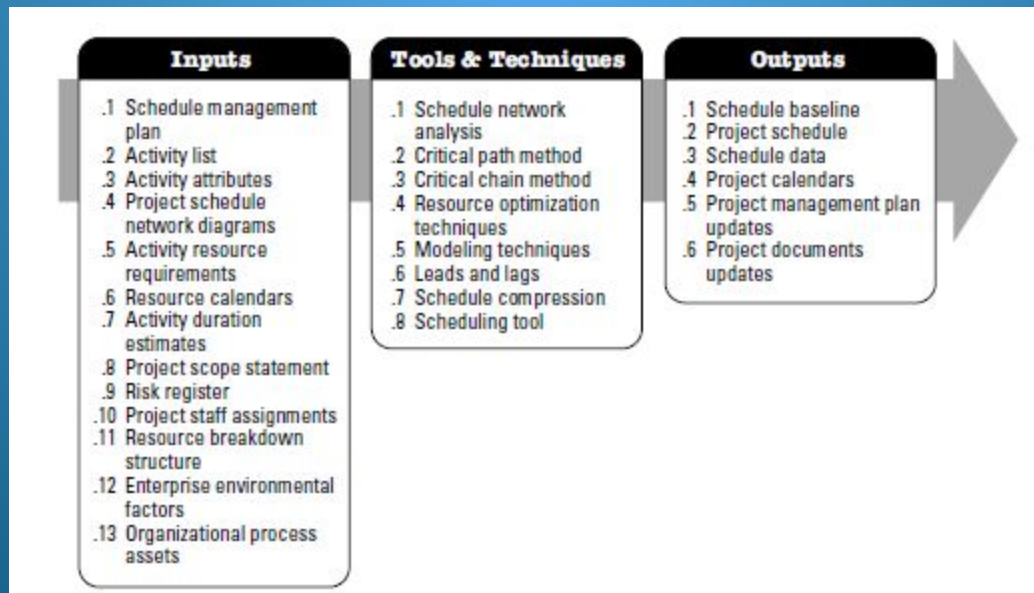 Inputs
.1 Schedule management
plan
.2 Activity list
.3 Activity attributes
.4 Project schedule
network diagrams
.5 Activity resource
requirements
.6 Resource calendars
.7 Activity duration
estimates
.8 Project scope statement
.9 Risk register
.10 Project staff assignments
.11 Resource breakdown
structure
.12 Enterprise environmental
factors
.13 Organizational process
assets
Tools & Techniques
.1 Schedule network
analysis
.2 Critical path method
.3 Critical chain method
.4 Resource optimization
techniques
.5 Modeling techniques
.6 Leads and lags
.7 Schedule compression
.8 Scheduling tool
Outputs
.1 Schedule baseline
.2 Project schedule
.3 Schedule data
.4 Project calendars
.5 Project management plan
updates
.6 Project documents
updates